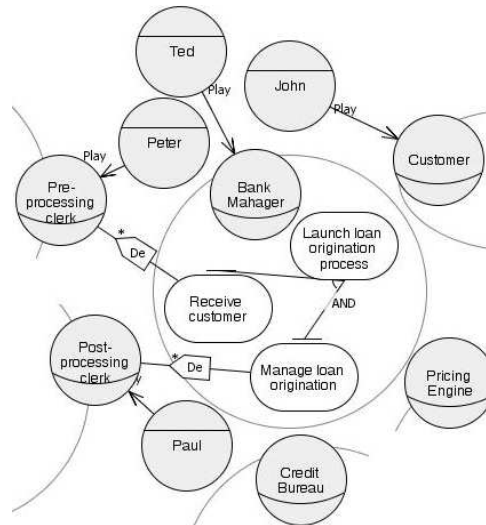 Ted
Play
John
Play
Peter
Play
Customer
Pre-
processing
clerk
Bank
Mahager
Launch loan
origination
process
*
De
AND
Receive
customer
Post-
processing
clerk
*
De
Manage loan
origination
Pricing
Engine
Paul
Credit
Bureau